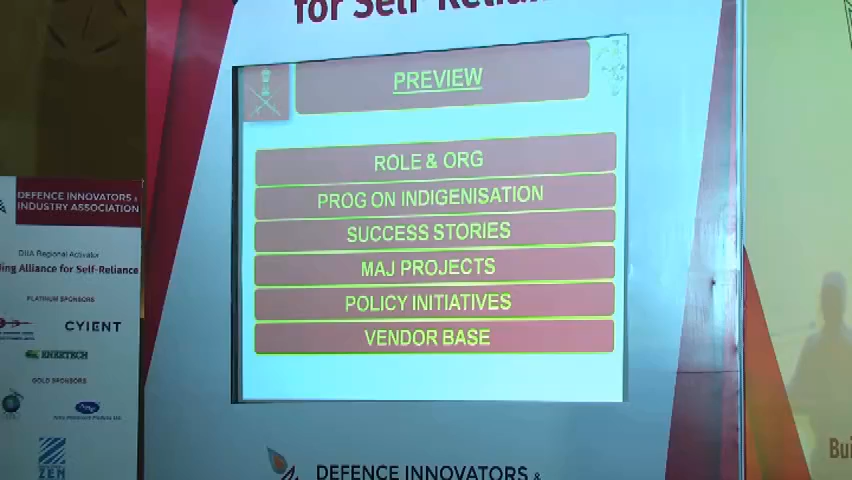 for Self-Reliance
PREVIEW
ROLE & ORG
PROG ON INDIGENISATION
SUCCESS STORIES
MAJ PROJECTS
POLICY INITIATIVES
VENDOR BASE
DEFENCE INNOVATORS &
DEFENCE INNOVATORS &
INDUSTRY ASSOCIATION
DIIA Regional Activator
ing Alliance for Self-Reliance
PLATINUM SPONSORS
CYIENT
GOLD SPONSORS
ZEN
Bui